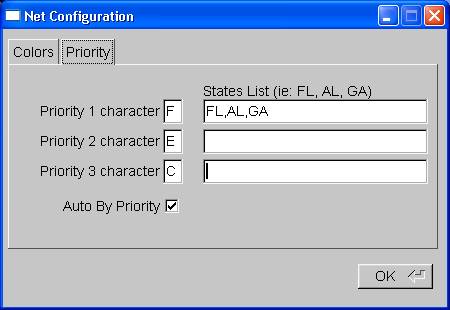 Net Configuration
Colors Priority
States List (ie: FL, AL, GA)
Priority 1 character F FL,AL,GA
Priority 2 character E
Priority 3 character C
Auto By Priority
OK